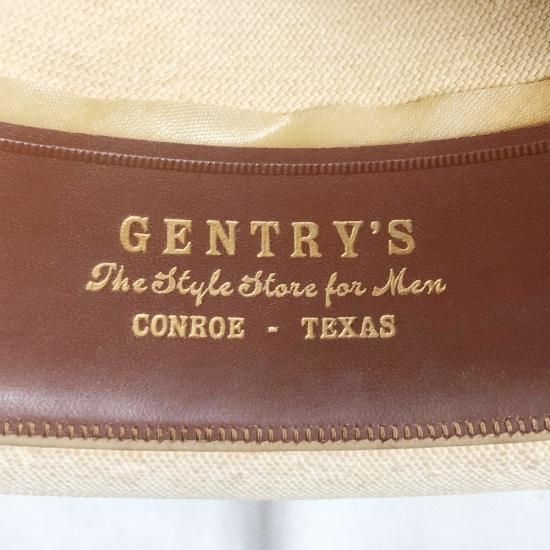 GENTRY'S
The Style Store for Men
CONROE - TEXAS